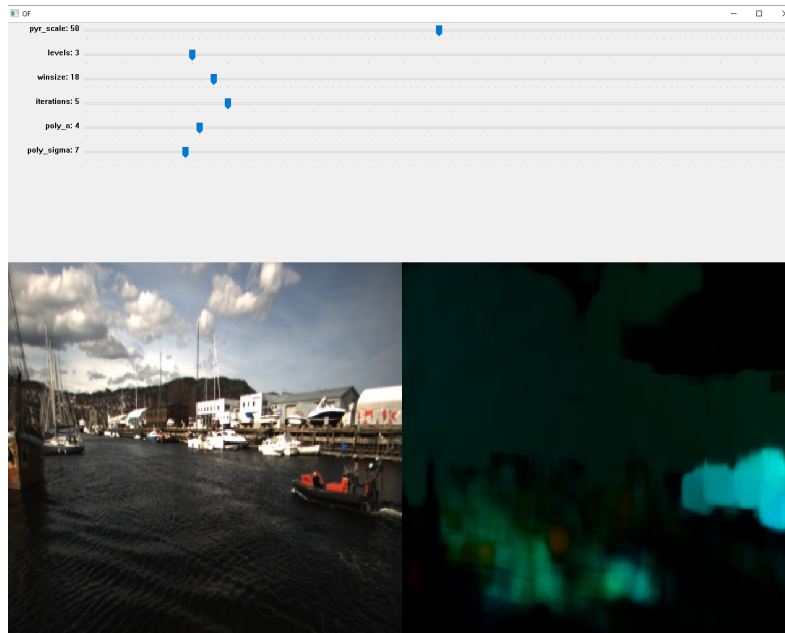 OF
pyr_scale: 50
levels: 3
winsize: 18
iterations: 5
poly_n: 4
poly_sigma: 7